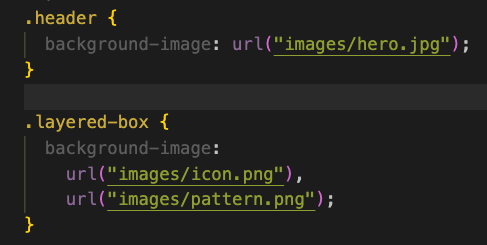 .header {
  background-image: url("images/hero.jpg");
}

.layered-box {
  background-image:
    url("images/icon.png"),
    url("images/pattern.png");
}